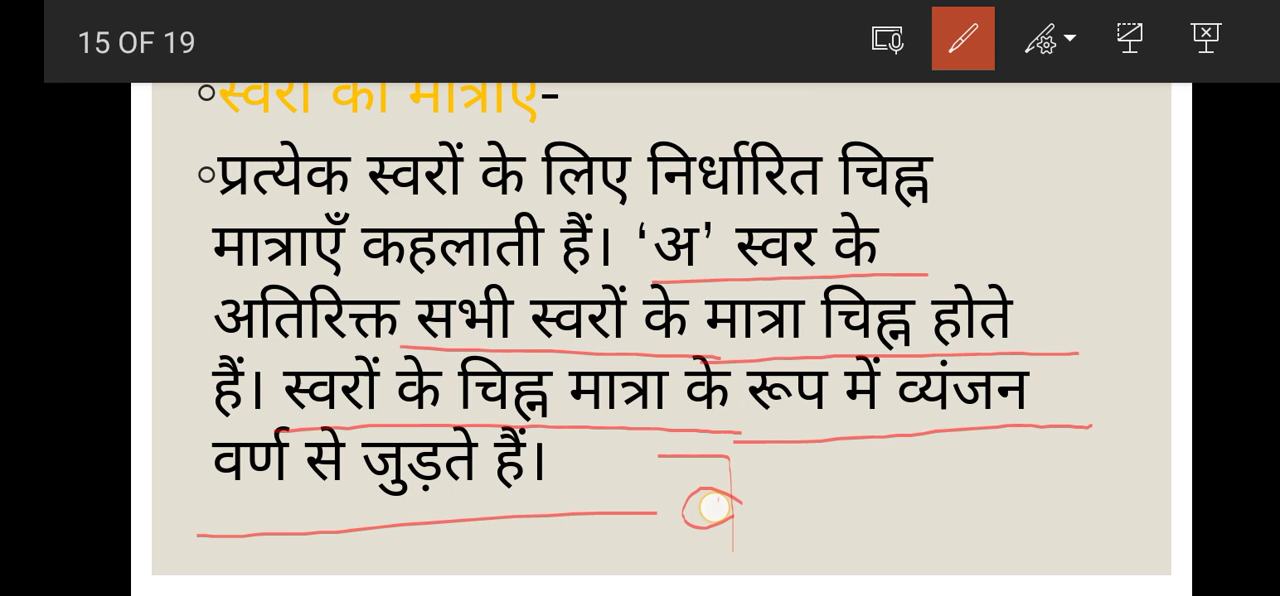 15 OF 19
◦स्वरों की मात्राएँ-
◦प्रत्येक स्वरों के लिए निर्धारित चिह्न
मात्राएँ कहलाती हैं। ‘अ’ स्वर के
अतिरिक्त सभी स्वरों के मात्रा चिह्न होते
हैं। स्वरों के चिह्न मात्रा के रूप में व्यंजन
वर्ण से जुड़ते हैं।